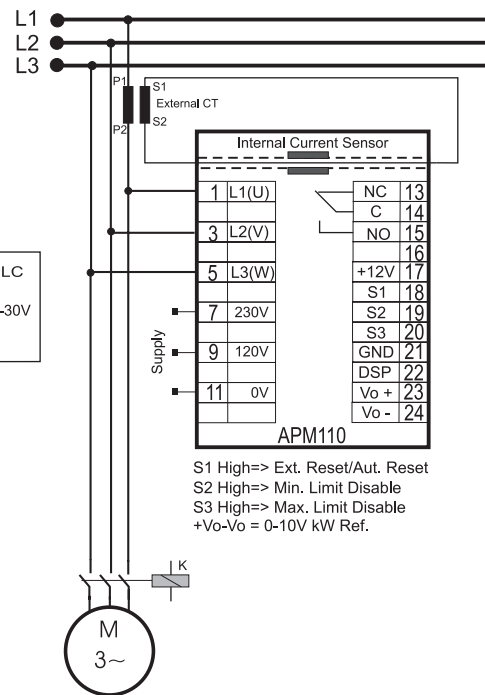 L1
L2
L3
P1
S1
External CT
P2
S2
Internal Current Sensor
1 L1(U) NC 13
C 14
3 L2(V) NO 15
16
5 L3(W) +12V 17
S1 18
7 230V S2 19
S3 20
9 120V GND 21
DSP 22
11 0V Vo + 23
Vo - 24
Supply
APM110
LC
-30V
S1 High=> Ext. Reset/Aut. Reset
S2 High=> Min. Limit Disable
S3 High=> Max. Limit Disable
+Vo-Vo = 0-10V kW Ref.
K
M
3~